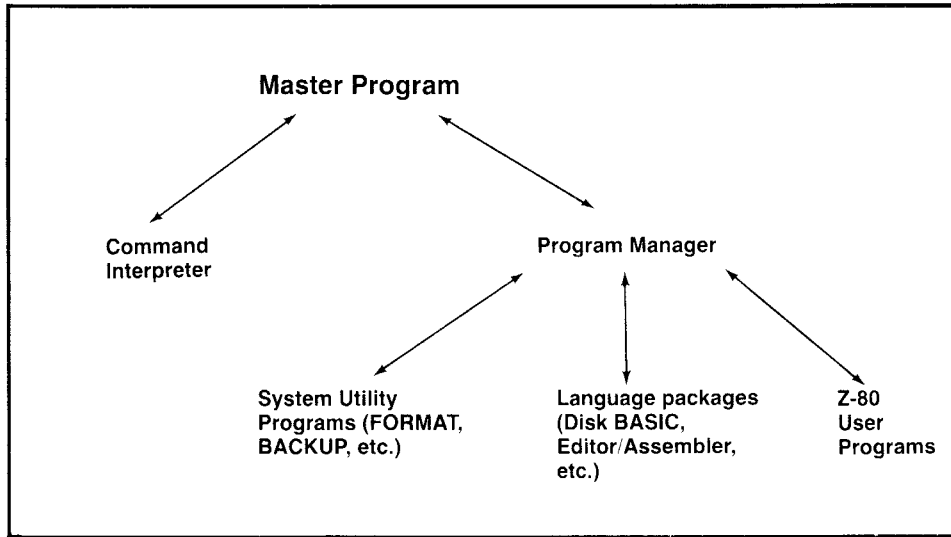 Master Program
Command
Interpreter
Program Manager
System Utility
Programs (FORMAT,
BACKUP, etc.)
Language packages
(Disk BASIC,
Editor/Assembler,
etc.)
Z-80
User
Programs